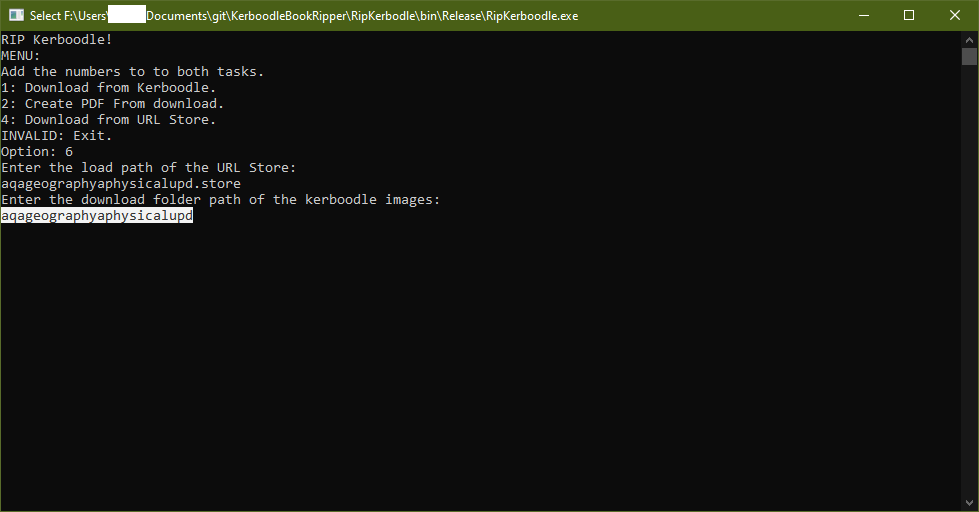 Select F:\Users\ Documents\git\KerboodleBookRipper\RipKerbodle\bin\Release\RipKerboodle.exe
RIP Kerboodle!
MENU:
Add the numbers to to both tasks.
1: Download from Kerboodle.
2: Create PDF From download.
4: Download from URL Store.
INVALID: Exit.
Option: 6
Enter the load path of the URL Store:
aqageographyaphysicalupd.store
Enter the download folder path of the kerboodle images:
aqageographyaphysicalupd